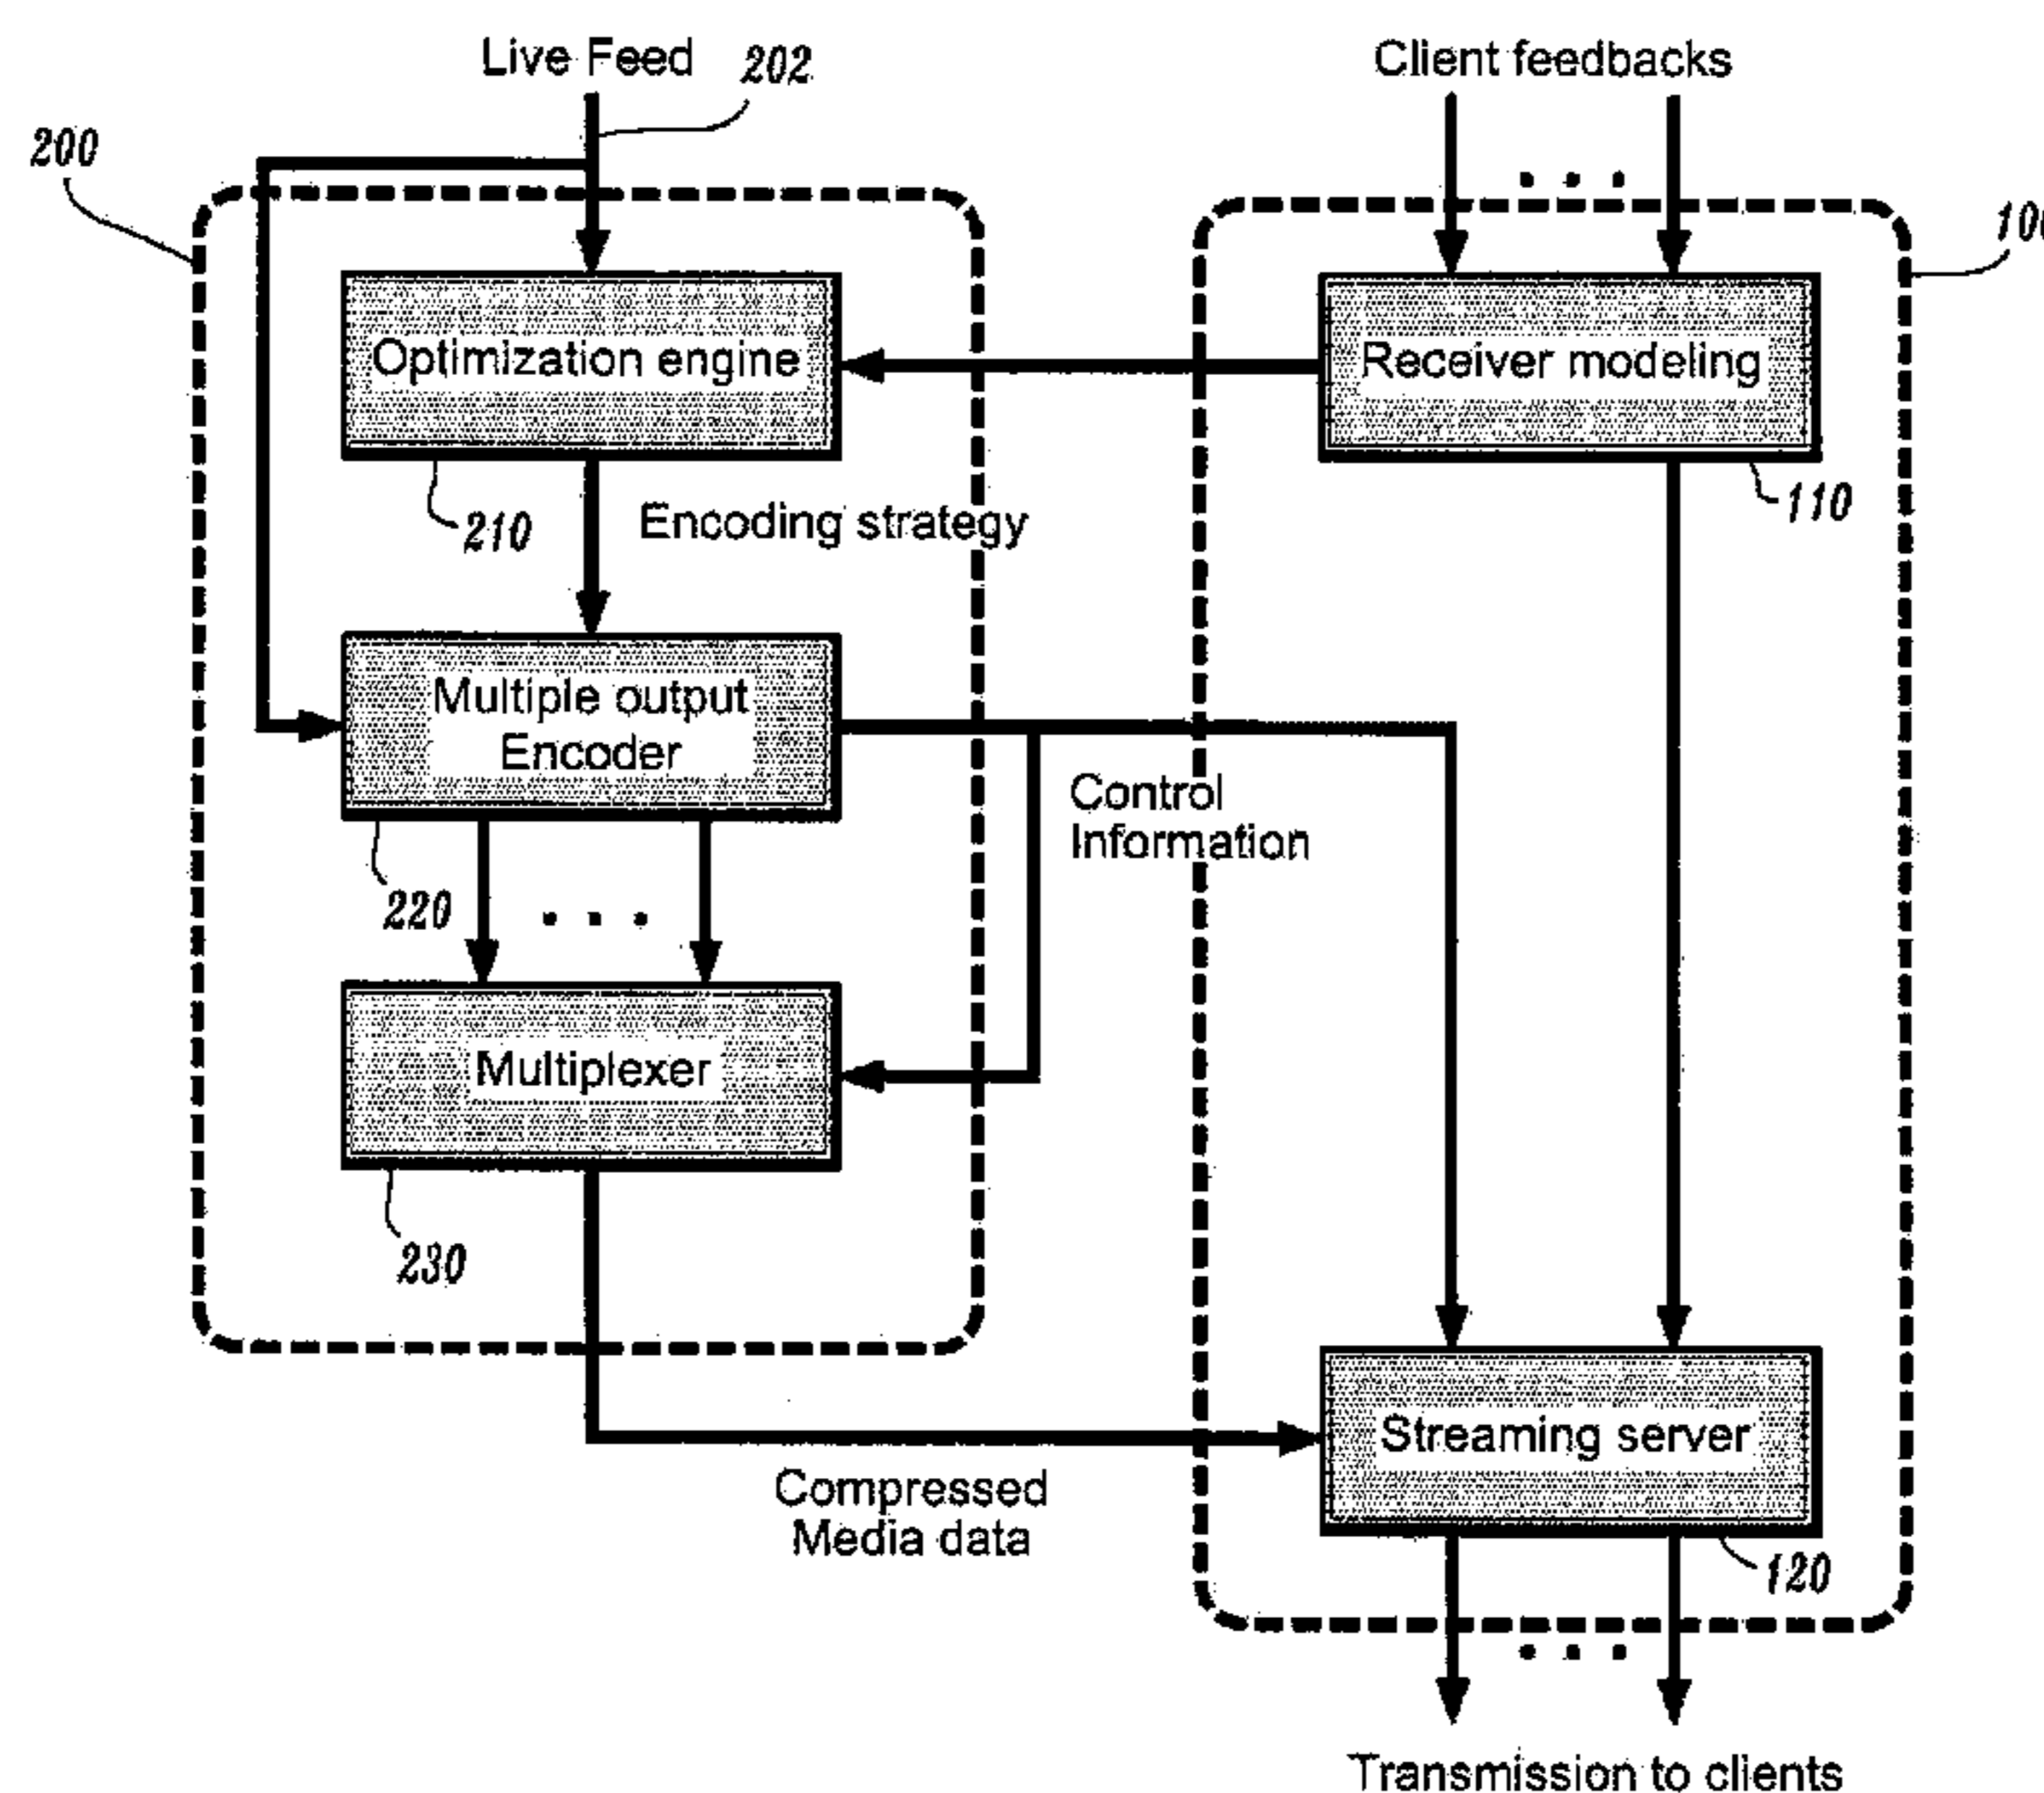 Live Feed
202
Client feedbacks
200
Optimization engine
Receiver modeling
210
Encoding strategy
110
Multiple output
Encoder
Control
Information
220
Multiplexer
230
Streaming server
Compressed
Media data
120
Transmission to clients